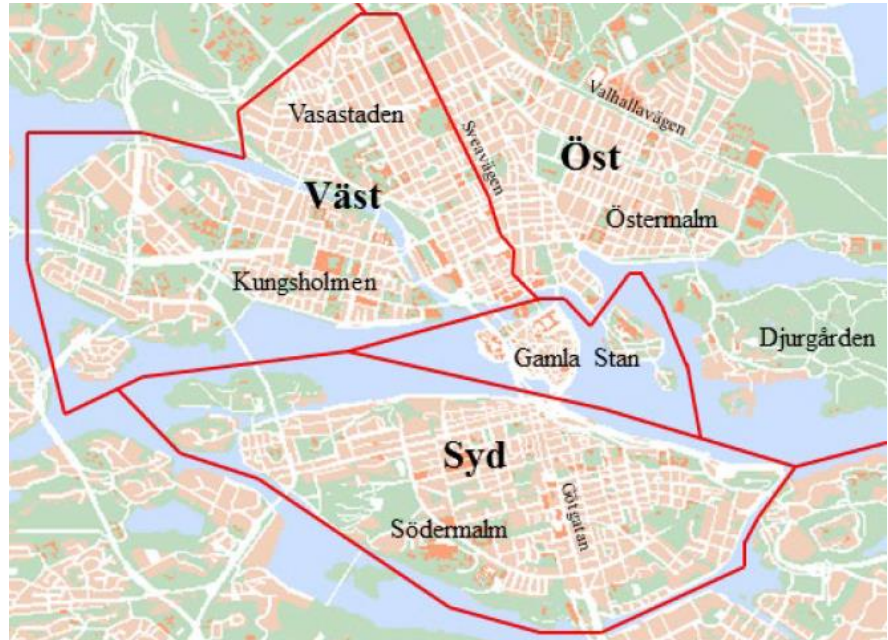 Vasastaden
Valhallavägen
Sveavägen
Öst
Väst
Östermalm
Kungsholmen
Djurgården
Gamla Stan
Syd
Götgatan
Södermalm